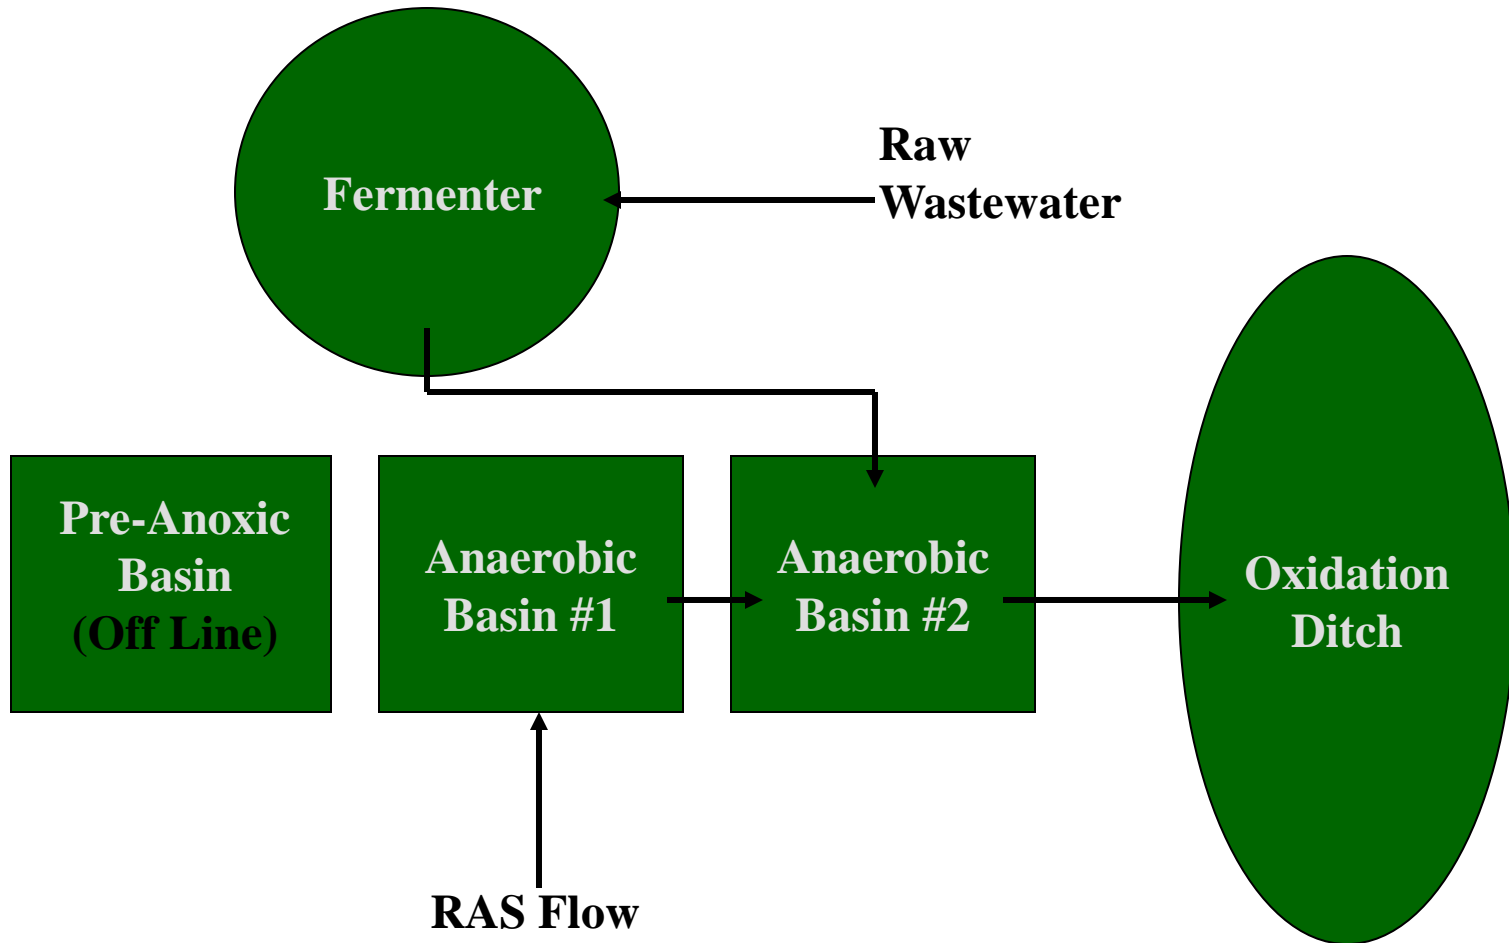 Raw
Wastewater
Fermenter
Pre-Anoxic
Basin
(Off Line)
Anaerobic
Basin #1
Anaerobic
Basin #2
Oxidation
Ditch
RAS Flow